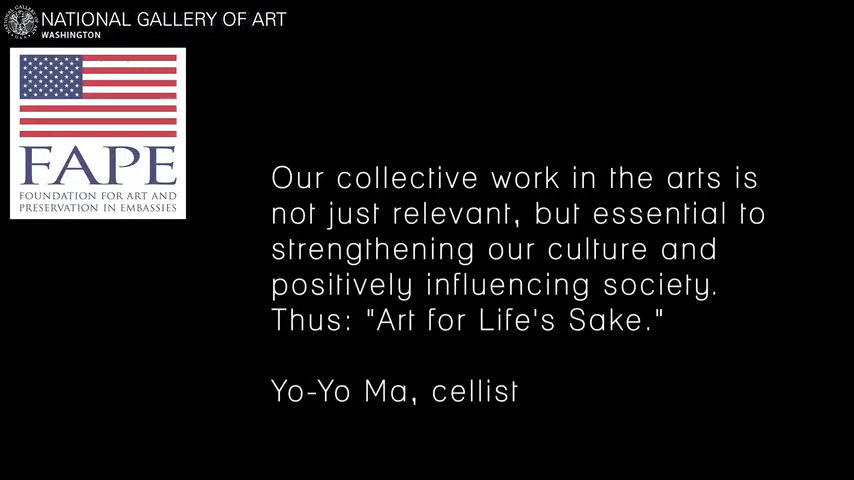 NATIONAL GALLERY OF ART
WASHINGTON
FAPE
FOUNDATION FOR ART AND
PRESERVATION IN EMBASSIES
Our collective work in the arts is
not just relevant, but essential to
strengthening our culture and
positively influencing society.
Thus: "Art for Life's Sake."
Yo-Yo Ma, cellist